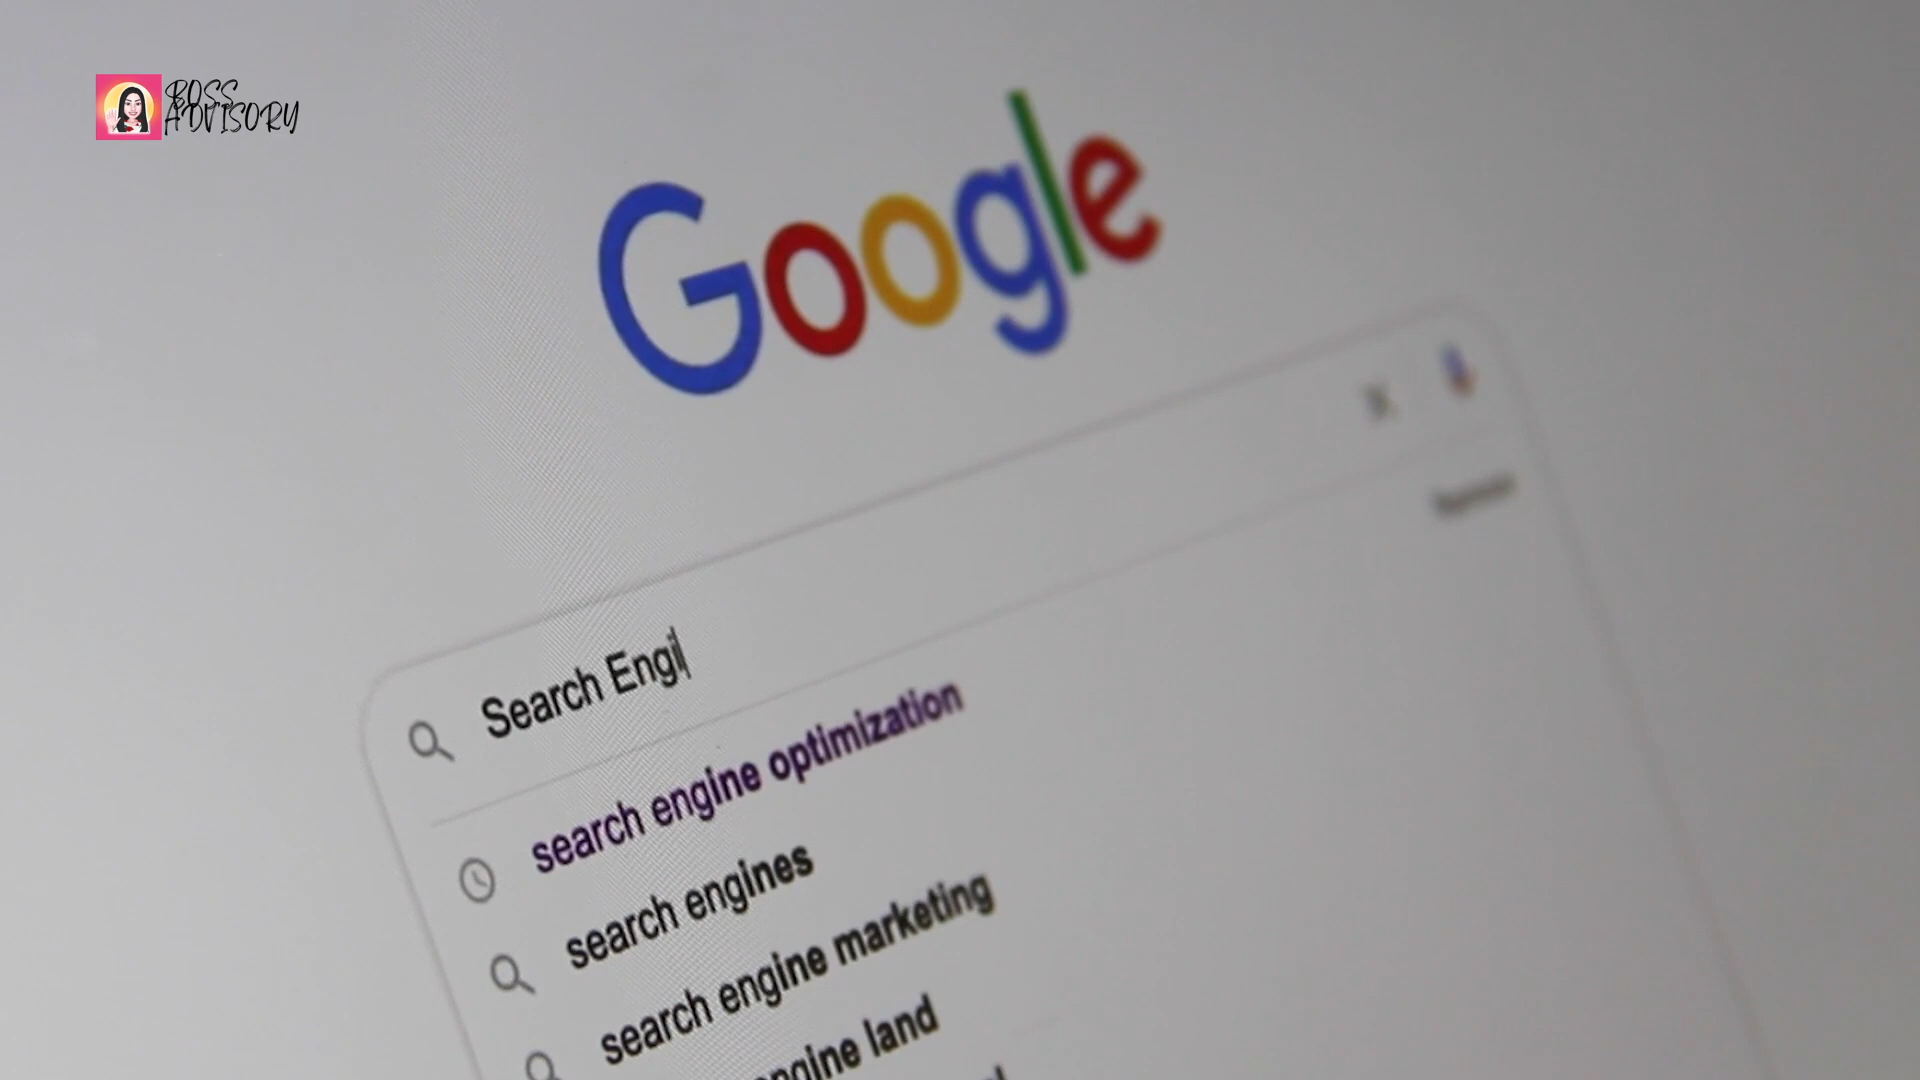 BOSS
ADVISORY
Google
Search Engi
search engine optimization
search engines
search engine marketing
engine land